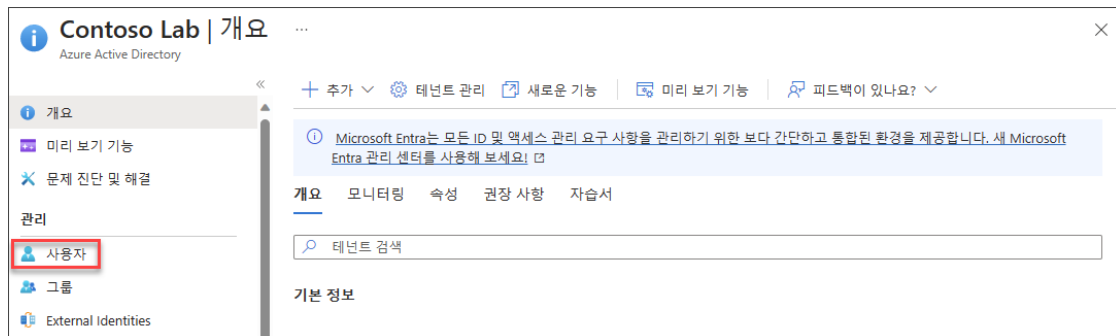 Contoso Lab | 개요 ...
Azure Active Directory
개요
미리 보기 기능
문제 진단 및 해결
관리
사용자
그룹
External Identities
추가 테넌트 관리 새로운 기능 미리 보기 기능 피드백이 있나요?
Microsoft Entra는 모든 ID 및 액세스 관리 요구 사항을 관리하기 위한 보다 간단하고 통합된 환경을 제공합니다. 새 Microsoft
Entra 관리 센터를 사용해 보세요!
개요 모니터링 속성 권장 사항 자습서
테넌트 검색
기본 정보